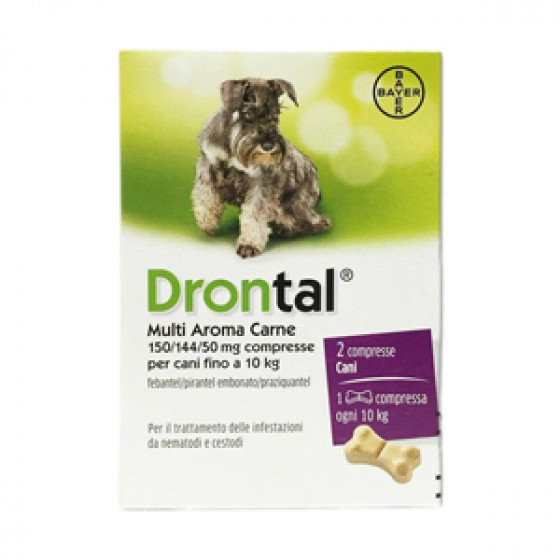 BAYER
BAYER
Drontal®
Multi Aroma Carne
150/144/50 mg compresse
per cani fino a 10 kg
febantel/pirantel embonato/praziquantel
Per il trattamento delle infestazioni
da nematodi e cestodi
2 compresse
Cani
1 compressa
ogni 10 kg